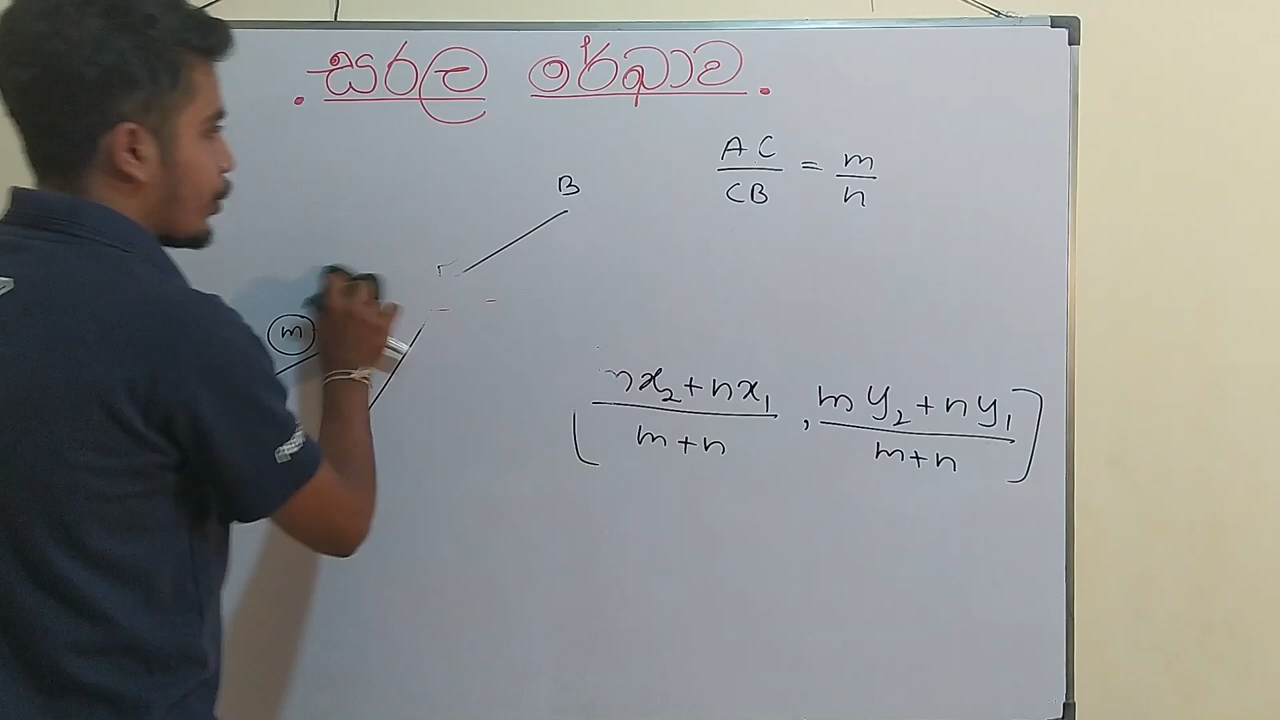 . සරල රේඛාව .
AC / CB = m / n
B
m
[ mx₂+nx₁ / m+n , my₂+ny₁ / m+n ]